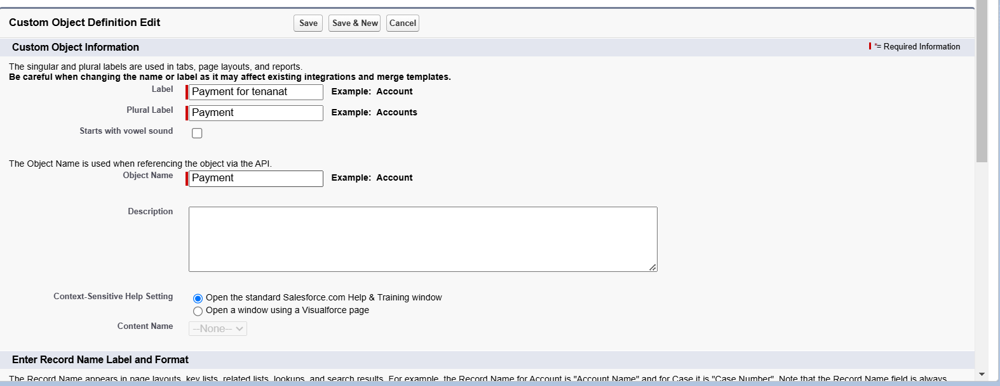 Custom Object Definition Edit
Save
Save & New
Cancel
Custom Object Information
*= Required Information
The singular and plural labels are used in tabs, page layouts, and reports.
Be careful when changing the name or label as it may affect existing integrations and merge templates.
Label
Payment for tenanat
Example: Account
Plural Label
Payment
Example: Accounts
Starts with vowel sound
The Object Name is used when referencing the object via the API.
Object Name
Payment
Example: Account
Description
Context-Sensitive Help Setting
Open the standard Salesforce.com Help & Training window
Open a window using a Visualforce page
Content Name
--None--
Enter Record Name Label and Format
The Record Name appears in page layouts, key lists, related lists, lookups, and search results. For example, the Record Name for Account is "Account Name" and for Case it is "Case Number". Note that the Record Name field is always